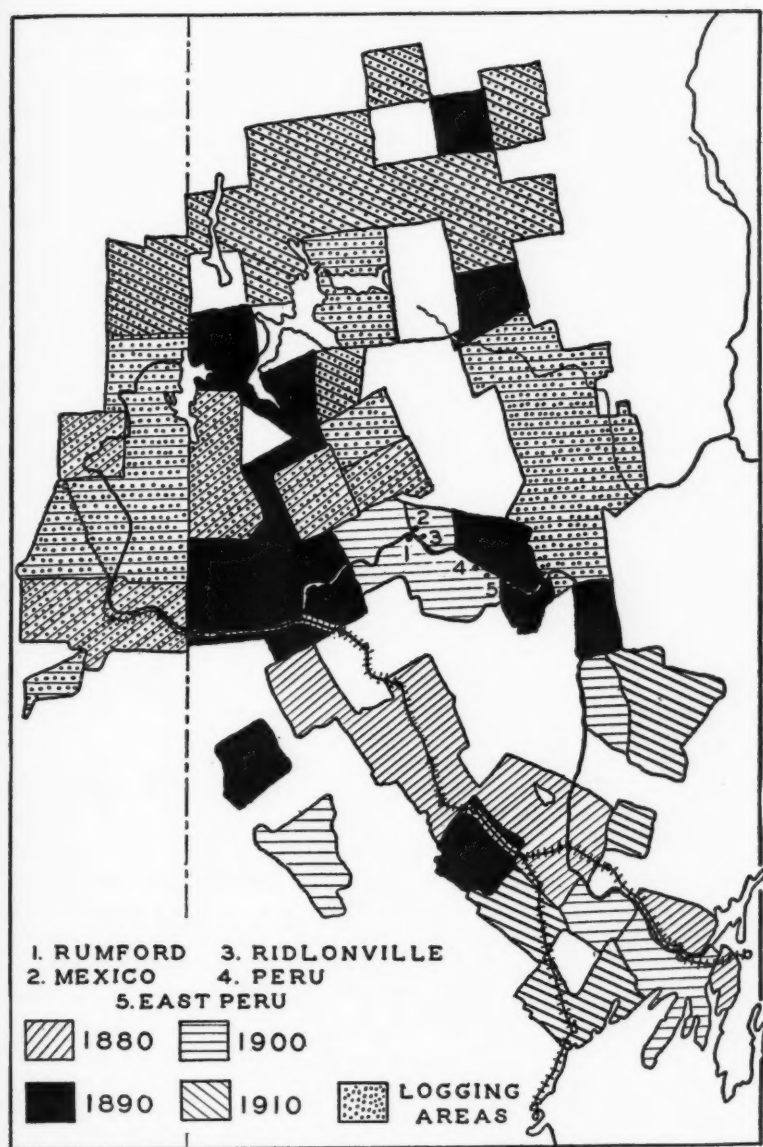 2
3
1
4
5
1. RUMFORD 3. RIDLONVILLE
2. MEXICO 4. PERU
5. EAST PERU
1880 1900
1890 1910 LOGGING AREAS